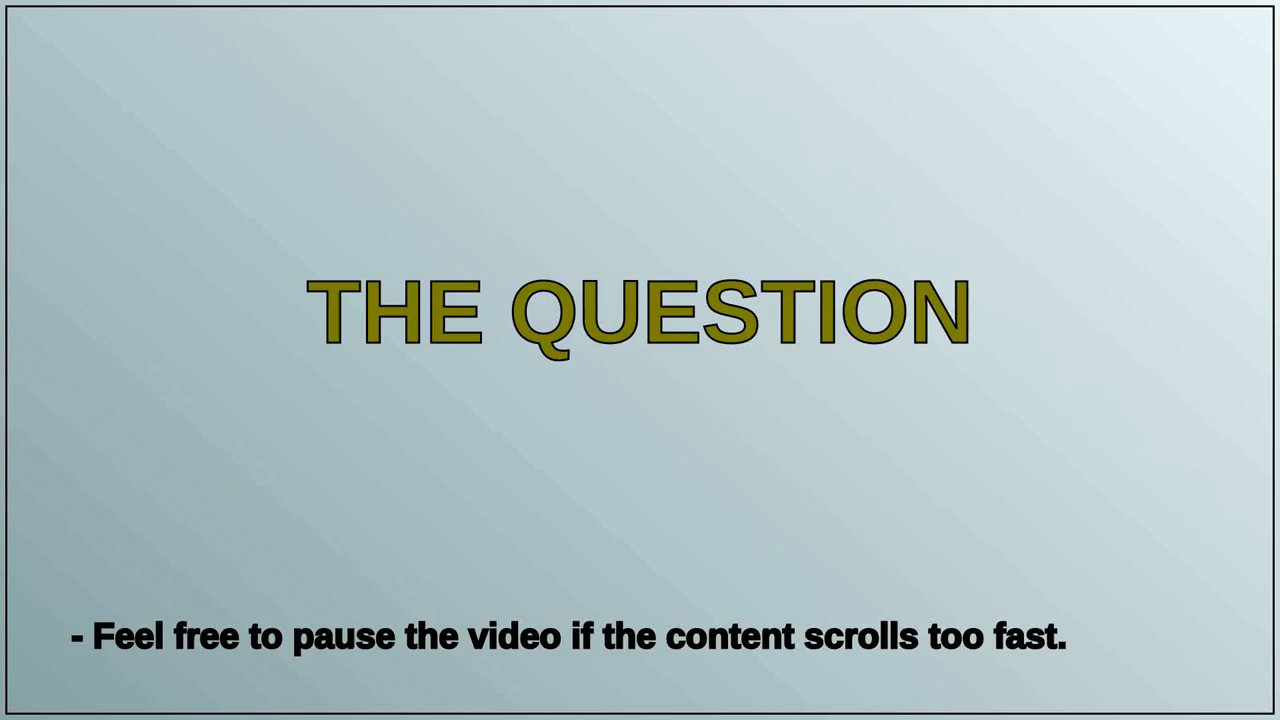 THE QUESTION
- Feel free to pause the video if the content scrolls too fast.